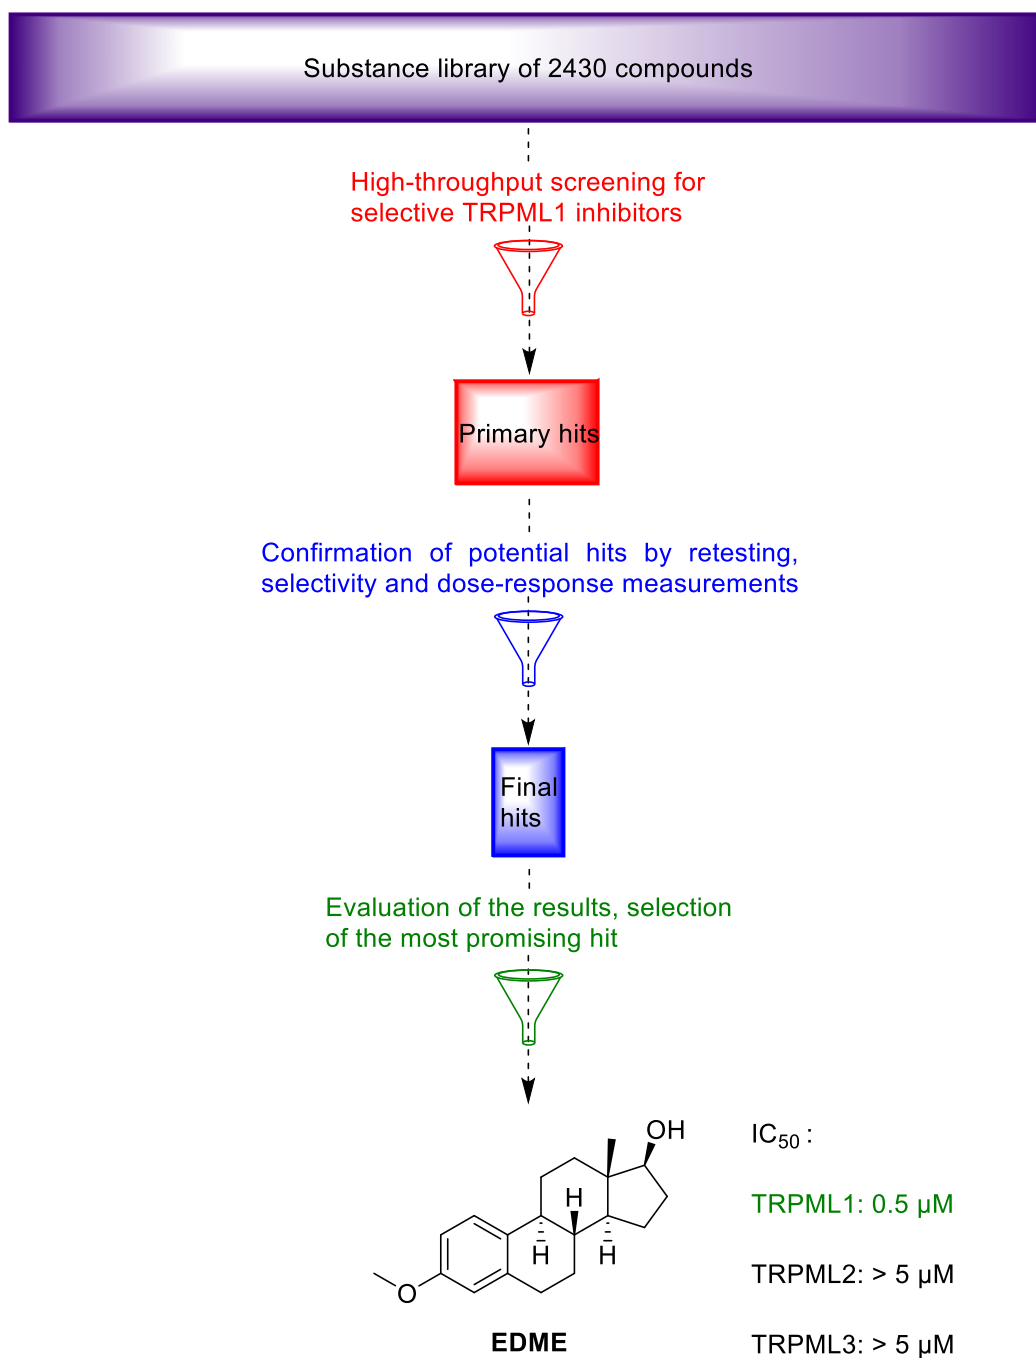 Substance library of 2430 compounds
High-throughput screening for
selective TRPML1 inhibitors
Primary hits
Confirmation of potential hits by retesting,
selectivity and dose-response measurements
Final
hits
Evaluation of the results, selection
of the most promising hit
OH
H
H
H
O
EDME
IC50 :
TRPML1: 0.5 µM
TRPML2: > 5 µM
TRPML3: > 5 µM